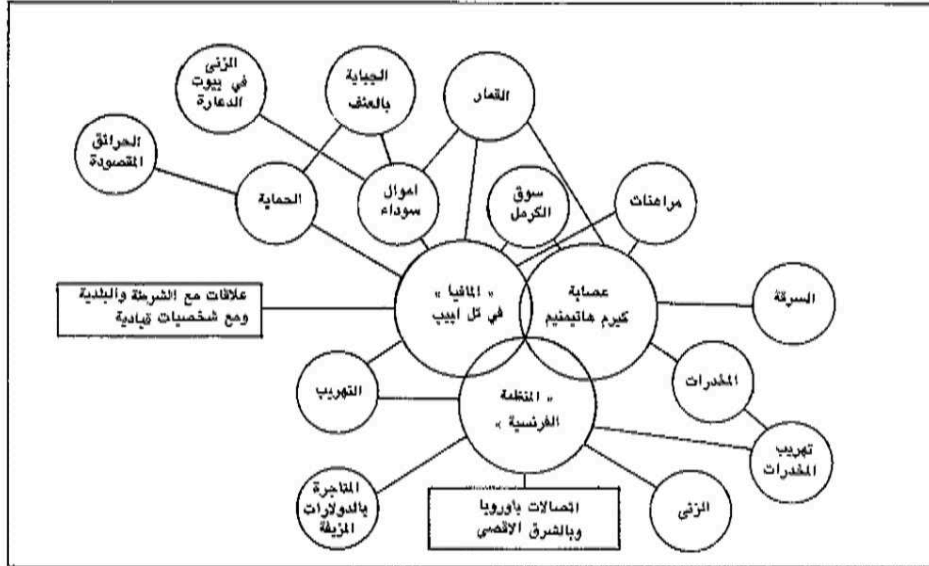 الزنى
في بيوت
الدعارة
الجباية
بالعنف
القمار
الحرائق
المقصودة
الحماية
اموال
سوداء
سوق
الكرمل
مراهنات
علاقات مع الشرطة والبلدية
ومع شخصيات قيادية
« المافيا »
في تل ابيب
عصابة
كيرم هاتيمنيم
السرقة
التهريب
« المنظمة
الفرنسية »
المخدرات
تهريب
المخدرات
المتاجرة
بالدولارات
المزيفة
اتصالات بأوروبا
وبالشرق الاقصى
الزنى